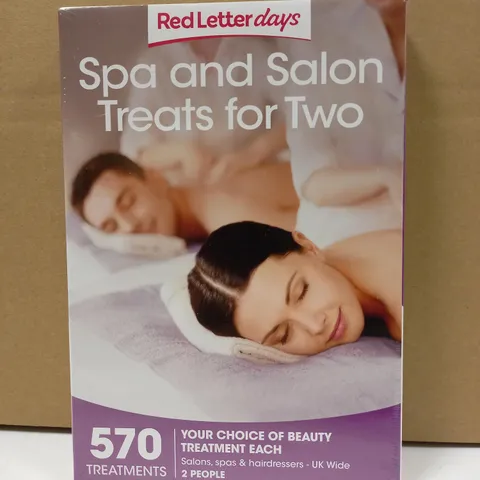 Red Letter days
Spa and Salon
Treats for Two
570
TREATMENTS
YOUR CHOICE OF BEAUTY
TREATMENT EACH
Salons, spas & hairdressers - UK Wide
2 PEOPLE